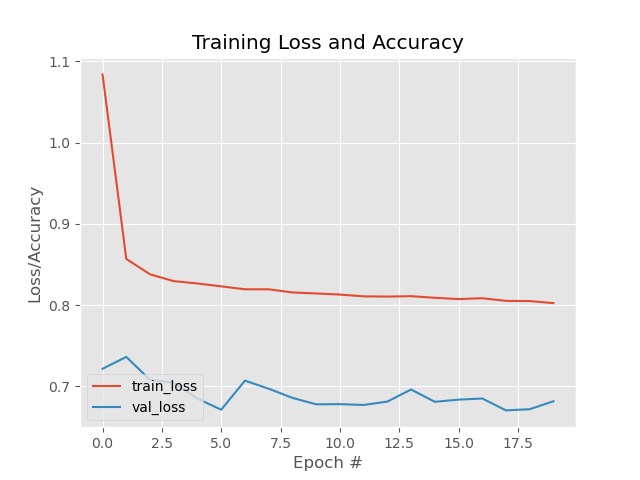 Training Loss and Accuracy
Loss/Accuracy
1.1
1.0
0.9
0.8
0.7
train_loss
val_loss
0.0 2.5 5.0 7.5 10.0 12.5 15.0 17.5
Epoch #